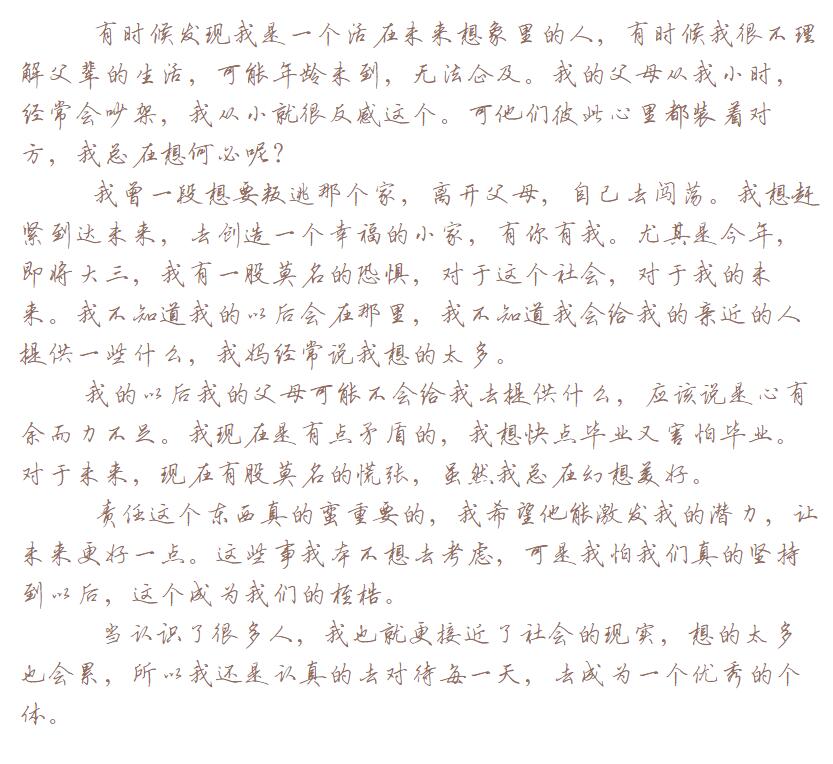 有时候发现我是一个活在未来想象里的人，有时候我很不理
解父辈的生活，可能年龄未到，无法企及。我的父母从我小时，
经常会吵架，我从小就很反感这个。可他们彼此心里都装着对
方，我总在想何必呢？
我曾一段想要叛逃那个家，离开父母，自己去闯荡。我想赶
紧到达未来，去创造一个幸福的小家，有你有我。尤其是今年，
即将大三，我有一股莫名的恐惧，对于这个社会，对于我的未
来。我不知道我的以后会在那里，我不知道我会给我的亲近的人
提供一些什么，我妈经常说我想的太多。
我的以后我的父母可能不会给我去提供什么，应该说是心有
余而力不足。我现在是有点矛盾的，我想快点毕业又害怕毕业。
对于未来，现在有股莫名的慌张，虽然我总在幻想美好。
责任这个东西真的蛮重要的，我希望他能激发我的潜力，让
未来更好一点。这些事我本不想去考虑，可是我怕我们真的坚持
到以后，这个成为我们的桎梏。
当认识了很多人，我也就更接近了社会的现实，想的太多
也会累，所以我还是认真的去对待每一天，去成为一个优秀的个
体。